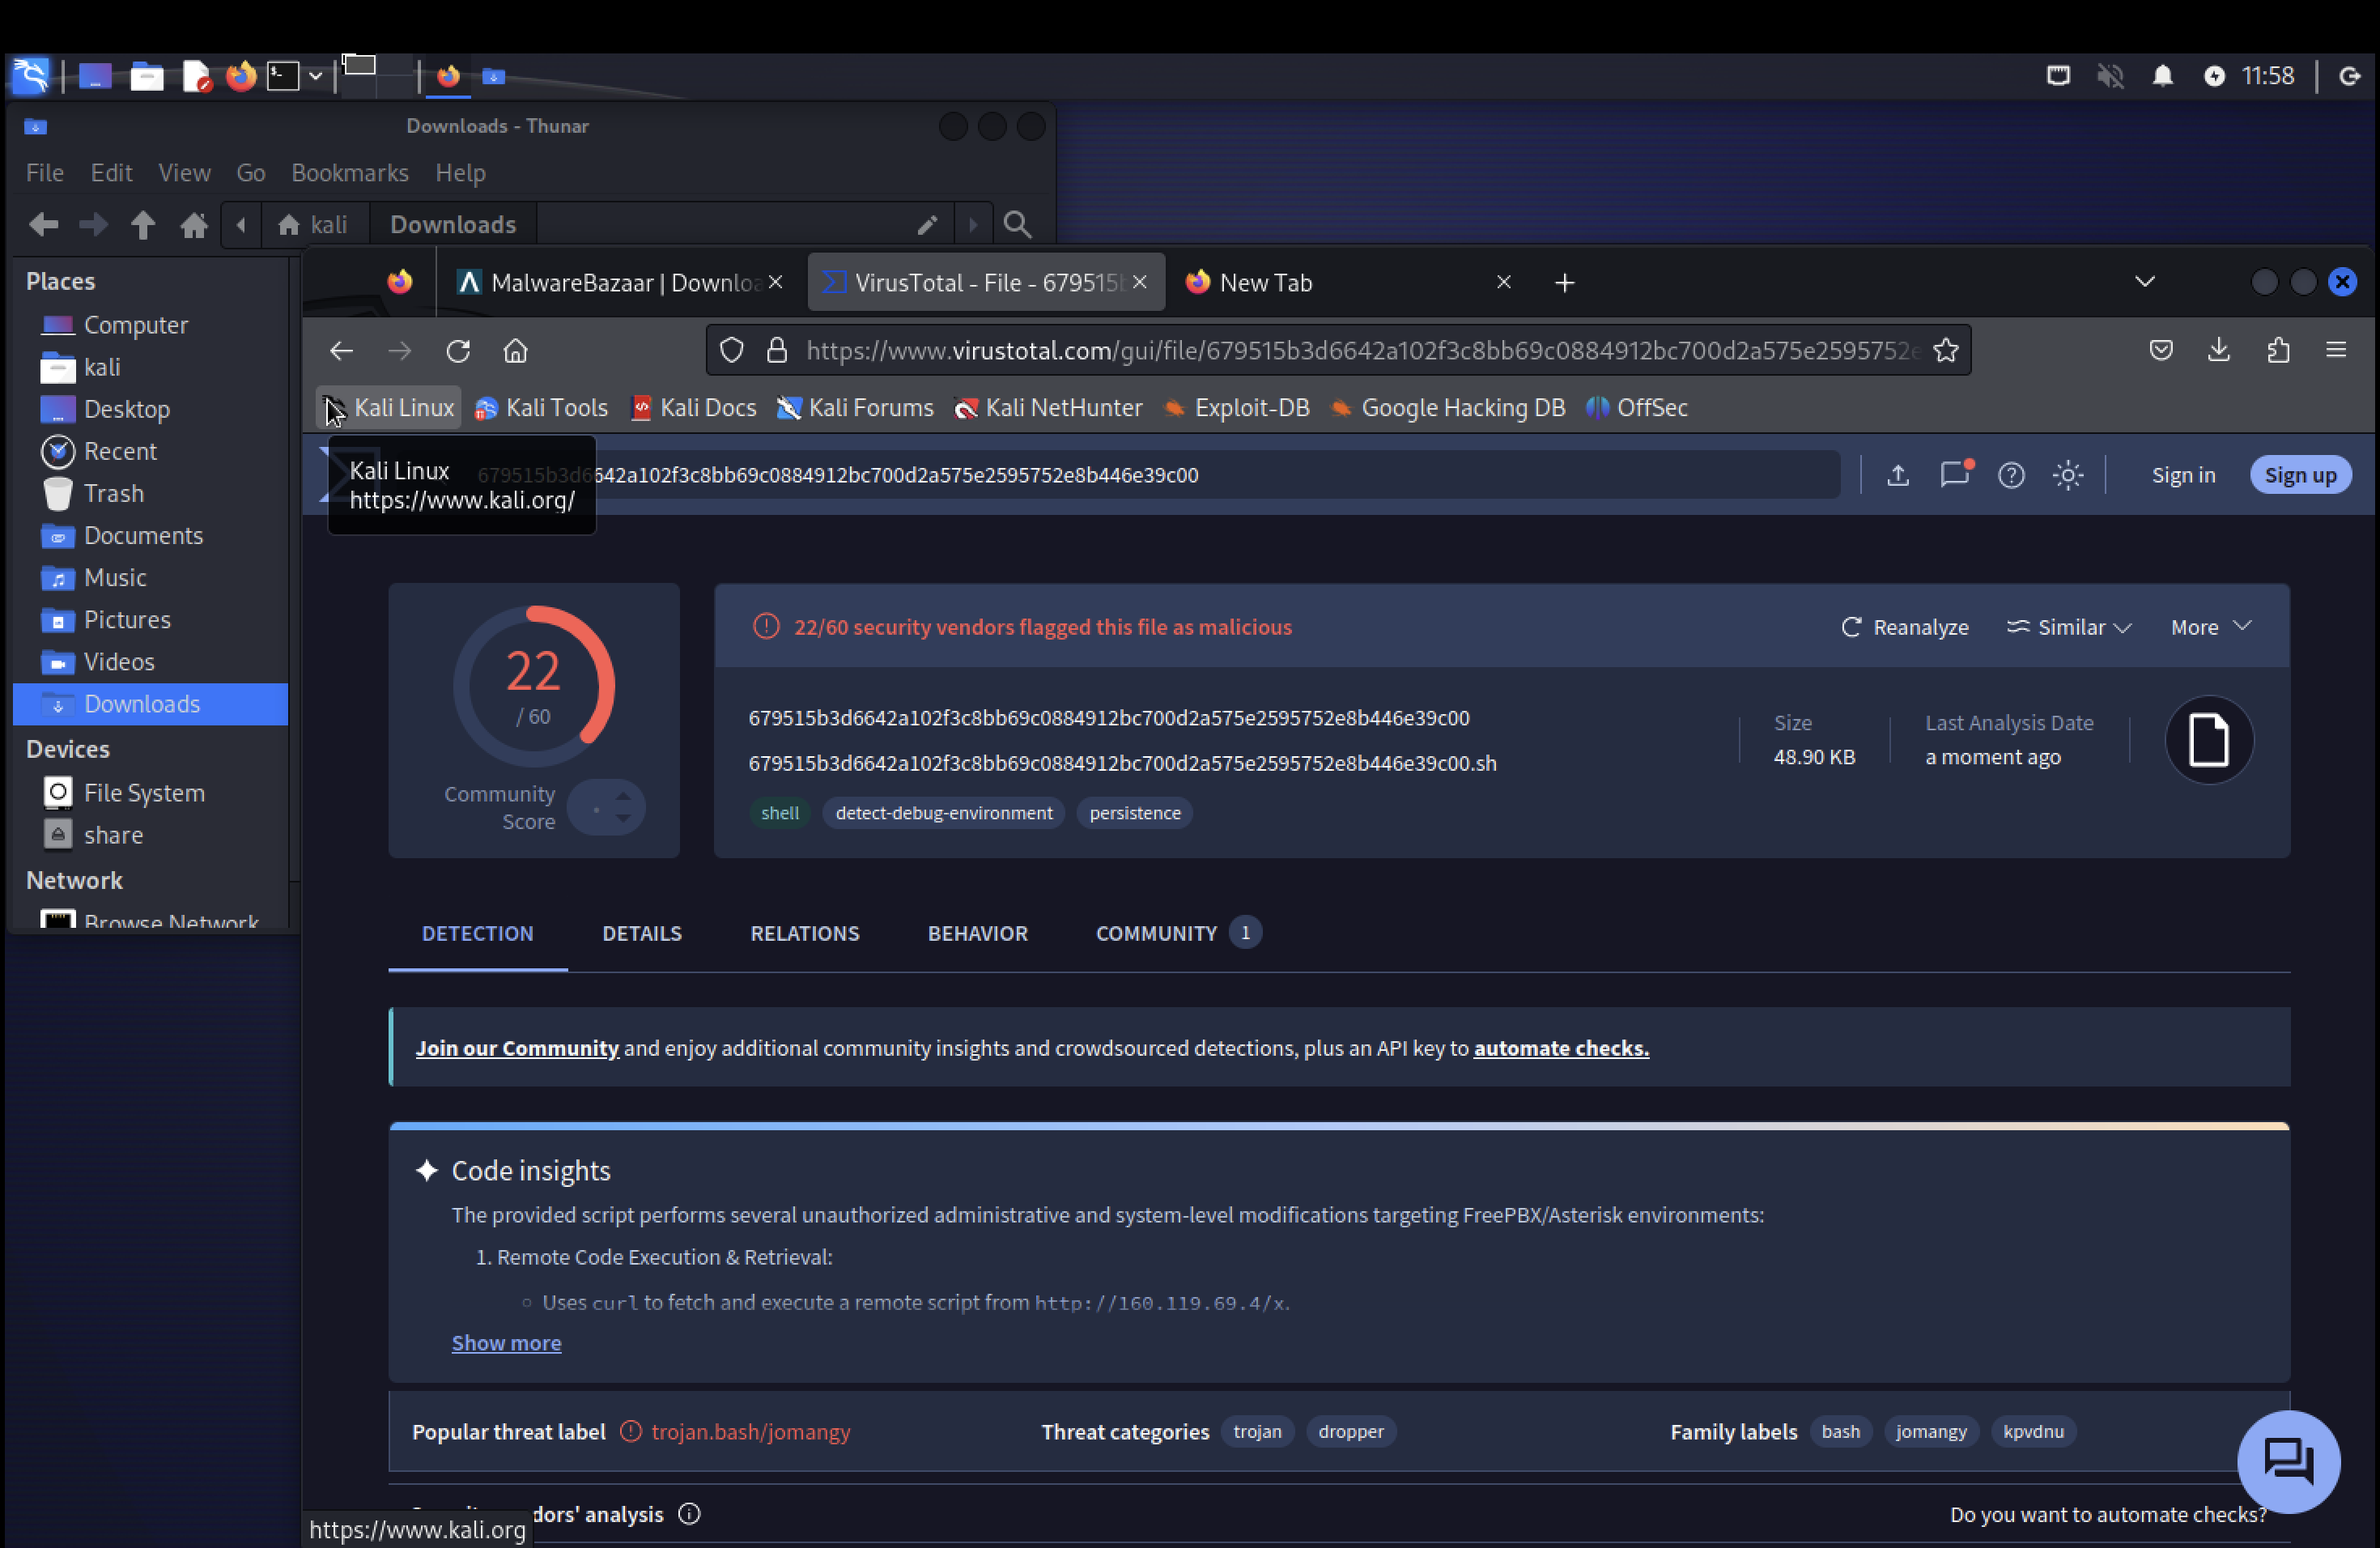 11:58
Downloads - Thunar
File Edit View Go Bookmarks Help
kali Downloads
Places
Computer
kali
Desktop
Recent
Trash
Documents
Music
Pictures
Videos
Downloads
Devices
File System
share
Network
Browse Network
MalwareBazaar | Downloa
VirusTotal - File - 679515b
New Tab
https://www.virustotal.com/gui/file/679515b3d6642a102f3c8bb69c0884912bc700d2a575e2595752e
Kali Linux Kali Tools Kali Docs Kali Forums Kali NetHunter Exploit-DB Google Hacking DB OffSec
Kali Linux
https://www.kali.org/
679515b3d6642a102f3c8bb69c0884912bc700d2a575e2595752e8b446e39c00
Sign in Sign up
22
/ 60
Community
Score
22/60 security vendors flagged this file as malicious
Reanalyze Similar More
679515b3d6642a102f3c8bb69c0884912bc700d2a575e2595752e8b446e39c00
679515b3d6642a102f3c8bb69c0884912bc700d2a575e2595752e8b446e39c00.sh
shell detect-debug-environment persistence
Size
48.90 KB
Last Analysis Date
a moment ago
DETECTION DETAILS RELATIONS BEHAVIOR COMMUNITY 1
Join our Community and enjoy additional community insights and crowdsourced detections, plus an API key to automate checks.
Code insights
The provided script performs several unauthorized administrative and system-level modifications targeting FreePBX/Asterisk environments:
1. Remote Code Execution & Retrieval:
Uses curl to fetch and execute a remote script from http://160.119.69.4/x.
Show more
Popular threat label trojan.bash/jomangy
Threat categories trojan dropper
Family labels bash jomangy kpvdnu
dors' analysis
Do you want to automate checks?
https://www.kali.org